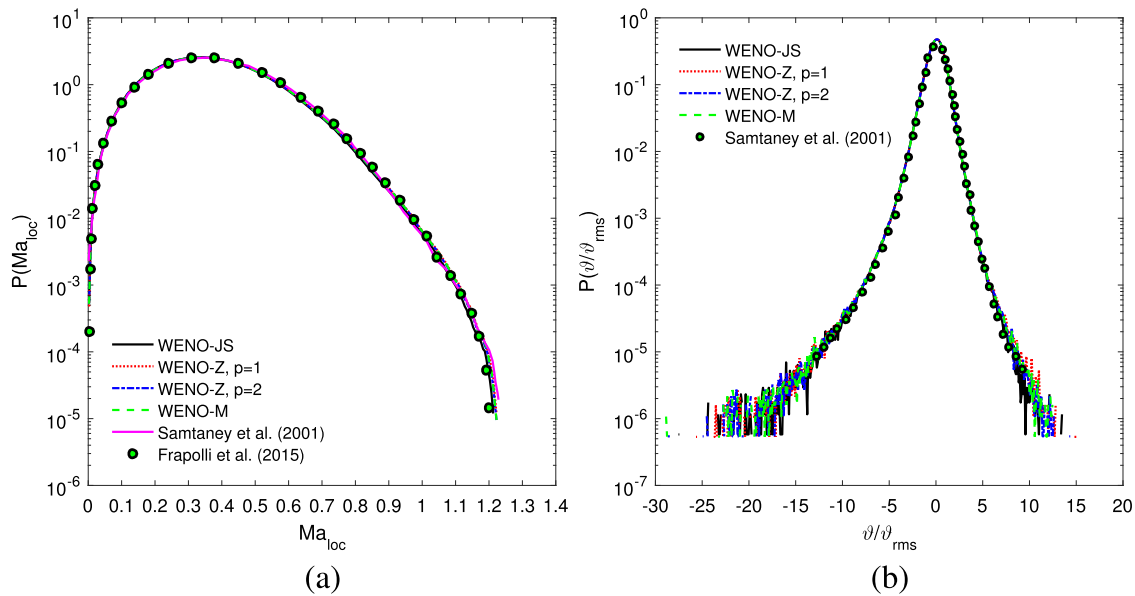 10^1
10^0
10^-1
10^-2
10^-3
10^-4
10^-5
10^-6
P(Ma_loc)
WENO-JS
WENO-Z, p=1
WENO-Z, p=2
WENO-M
Samtaney et al. (2001)
Frapolli et al. (2015)
0 0.1 0.2 0.3 0.4 0.5 0.6 0.7 0.8 0.9 1 1.1 1.2 1.3 1.4
Ma_loc
(a)
10^0
10^-1
10^-2
10^-3
10^-4
10^-5
10^-6
10^-7
P(ϑ/ϑ_rms)
WENO-JS
WENO-Z, p=1
WENO-Z, p=2
WENO-M
Samtaney et al. (2001)
-30 -25 -20 -15 -10 -5 0 5 10 15 20
ϑ/ϑ_rms
(b)